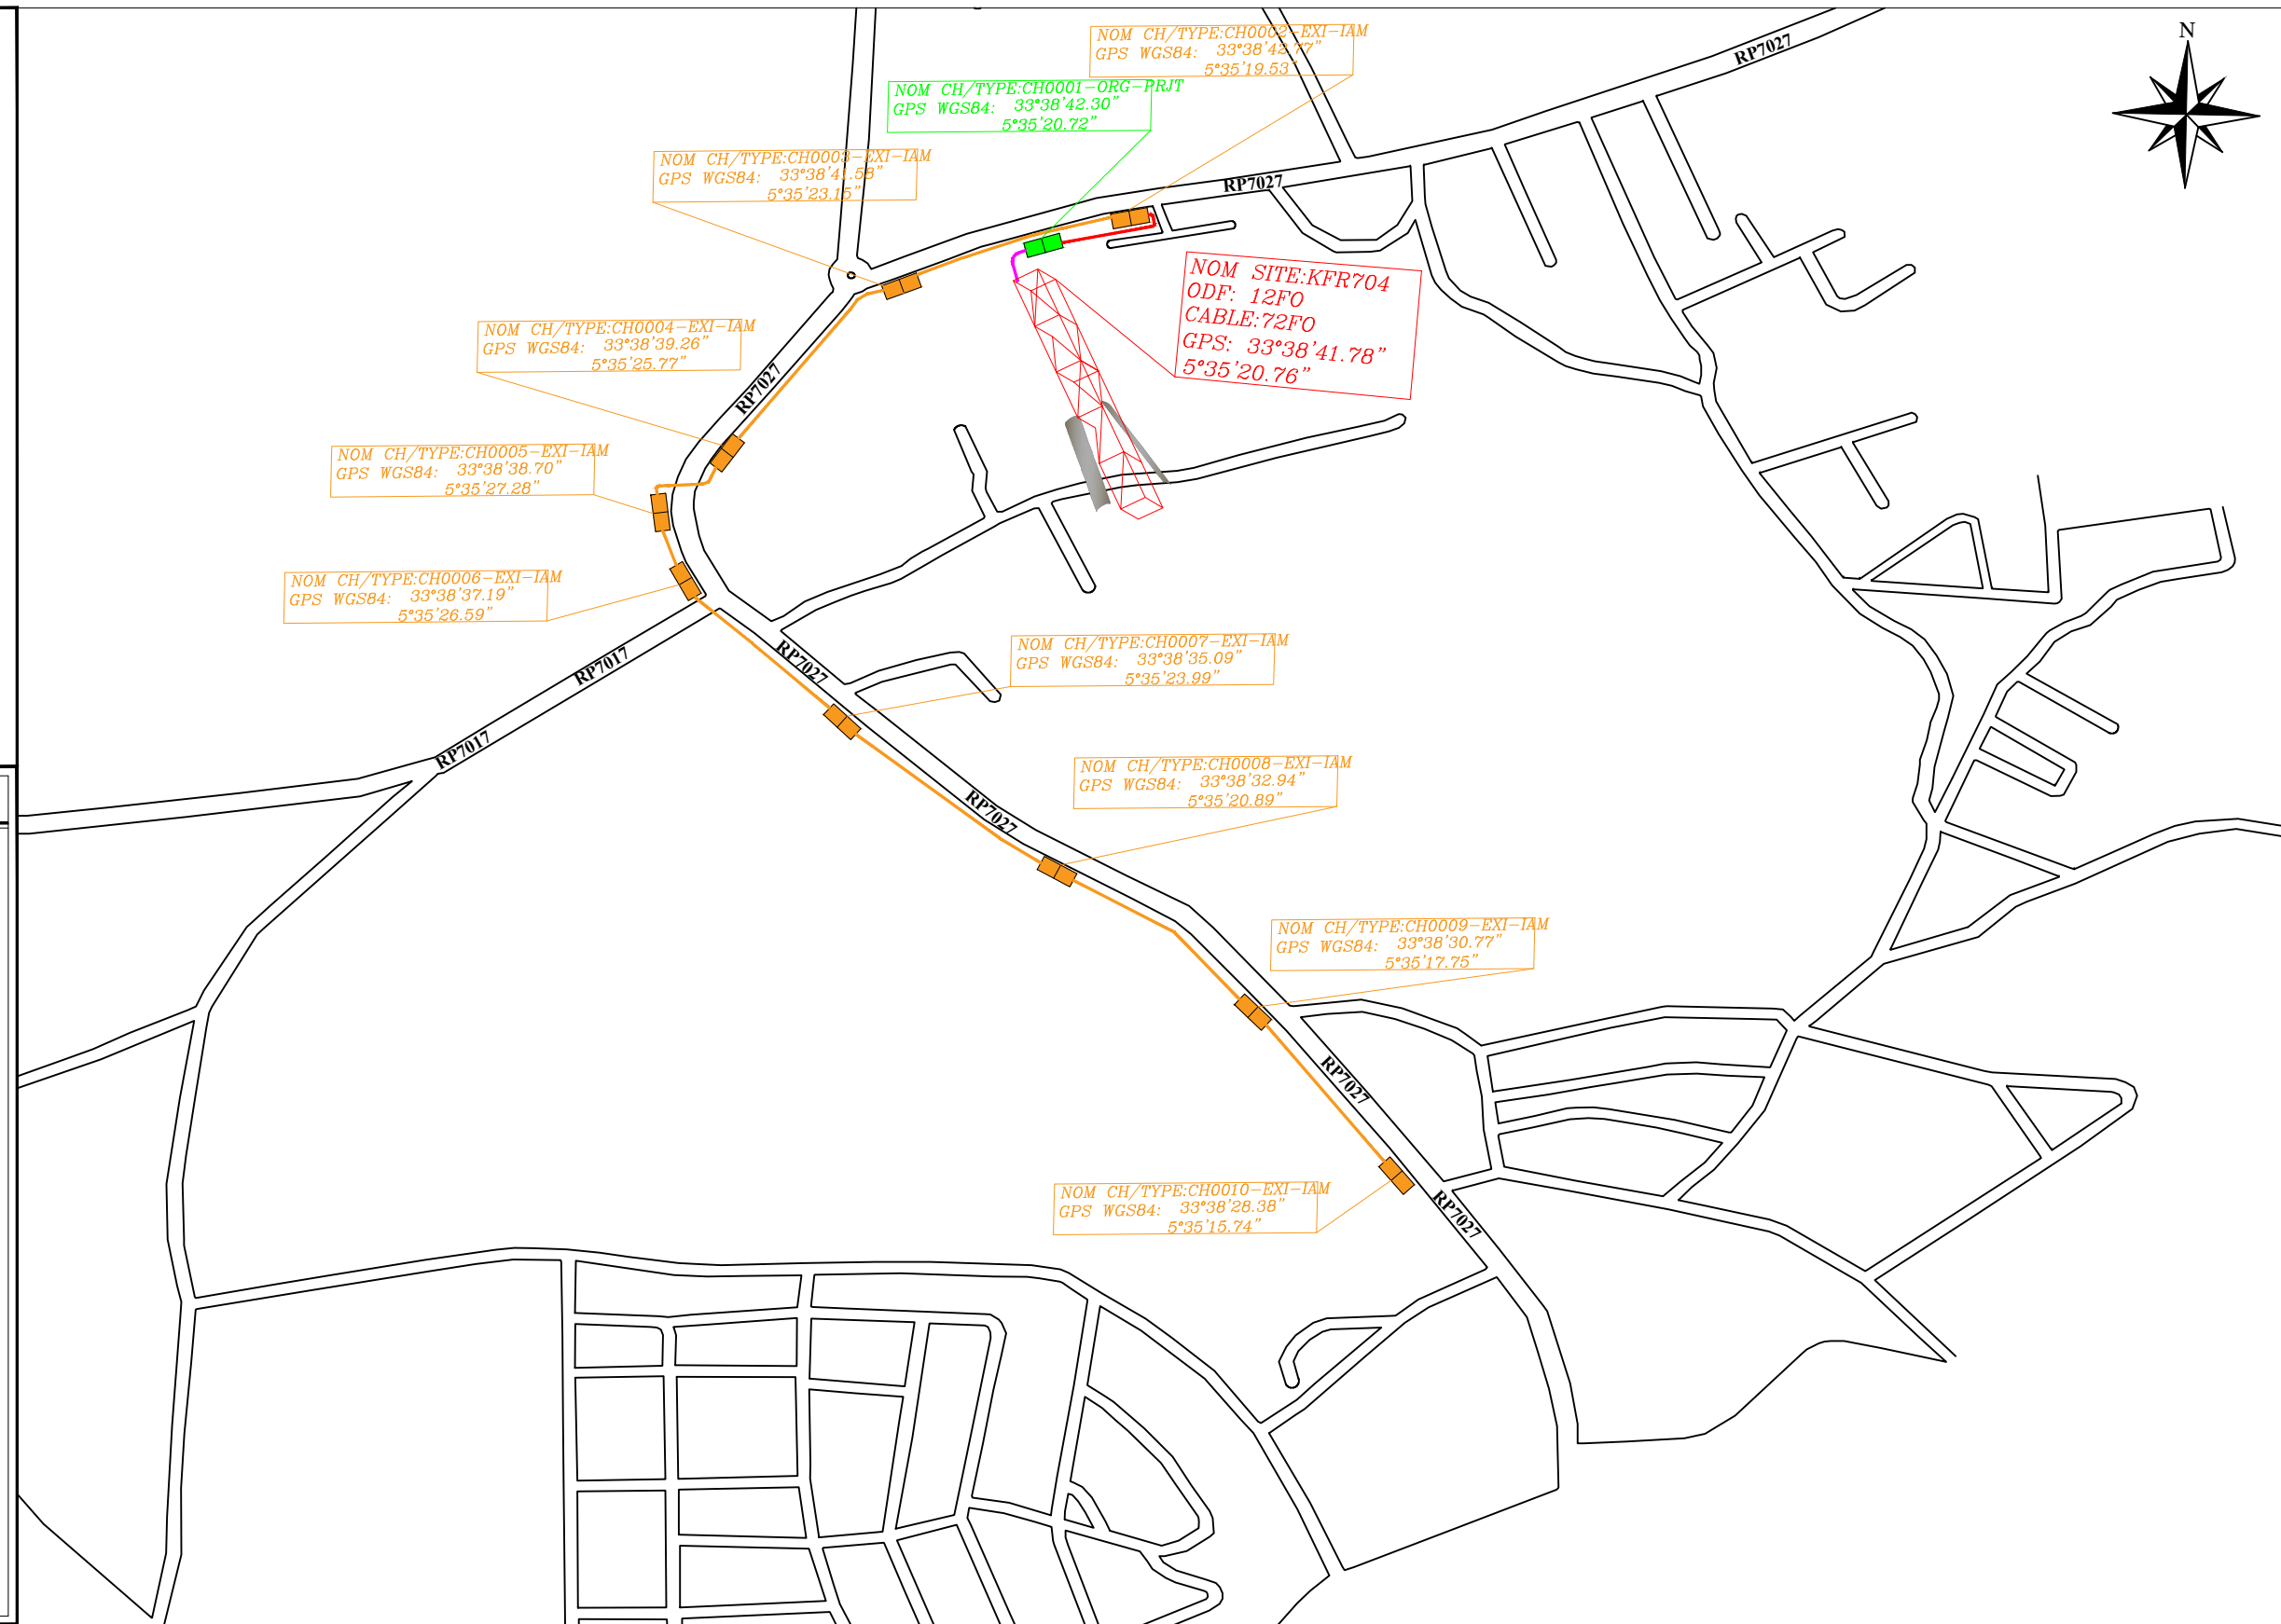 N
RP7027
NOM CH/TYPE:CH0002-EXI-IAM
GPS WGS84: 33°38'42.77"
5°35'19.53"
NOM CH/TYPE:CH0001-ORG-PRJT
GPS WGS84: 33°38'42.30"
5°35'20.72"
NOM CH/TYPE:CH0003-EXI-IAM
GPS WGS84: 33°38'41.58"
5°35'23.15"
RP7027
NOM SITE:KFR704
ODF: 12FO
CABLE:72FO
GPS: 33°38'41.78"
5°35'20.76"
NOM CH/TYPE:CH0004-EXI-IAM
GPS WGS84: 33°38'39.26"
5°35'25.77"
RP7027
NOM CH/TYPE:CH0005-EXI-IAM
GPS WGS84: 33°38'38.70"
5°35'27.28"
NOM CH/TYPE:CH0006-EXI-IAM
GPS WGS84: 33°38'37.19"
5°35'26.59"
NOM CH/TYPE:CH0007-EXI-IAM
GPS WGS84: 33°38'35.09"
5°35'23.99"
RP7017
RP7027
RP7017
NOM CH/TYPE:CH0008-EXI-IAM
GPS WGS84: 33°38'32.94"
5°35'20.89"
RP7027
NOM CH/TYPE:CH0009-EXI-IAM
GPS WGS84: 33°38'30.77"
5°35'17.75"
RP7027
NOM CH/TYPE:CH0010-EXI-IAM
GPS WGS84: 33°38'28.38"
5°35'15.74"
RP7027